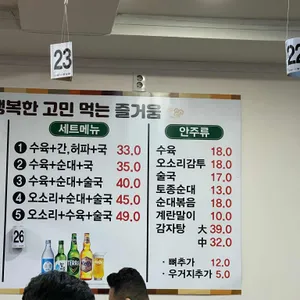 23
22
행복한 고민 먹는 즐거움
세트메뉴
1 수육+간,허파+국 33.0
2 수육+순대+국 35.0
3 수육+순대+술국 40.0
4 오소리+순대+술국 45.0
5 오소리+수육+술국 49.0
26
안주류
수육 18.0
오소리감투 18.0
술국 17.0
토종순대 13.0
순대볶음 18.0
계란말이 10.0
감자탕 大 39.0
中 32.0
· 뼈추가 12.0
· 우거지추가 5.0